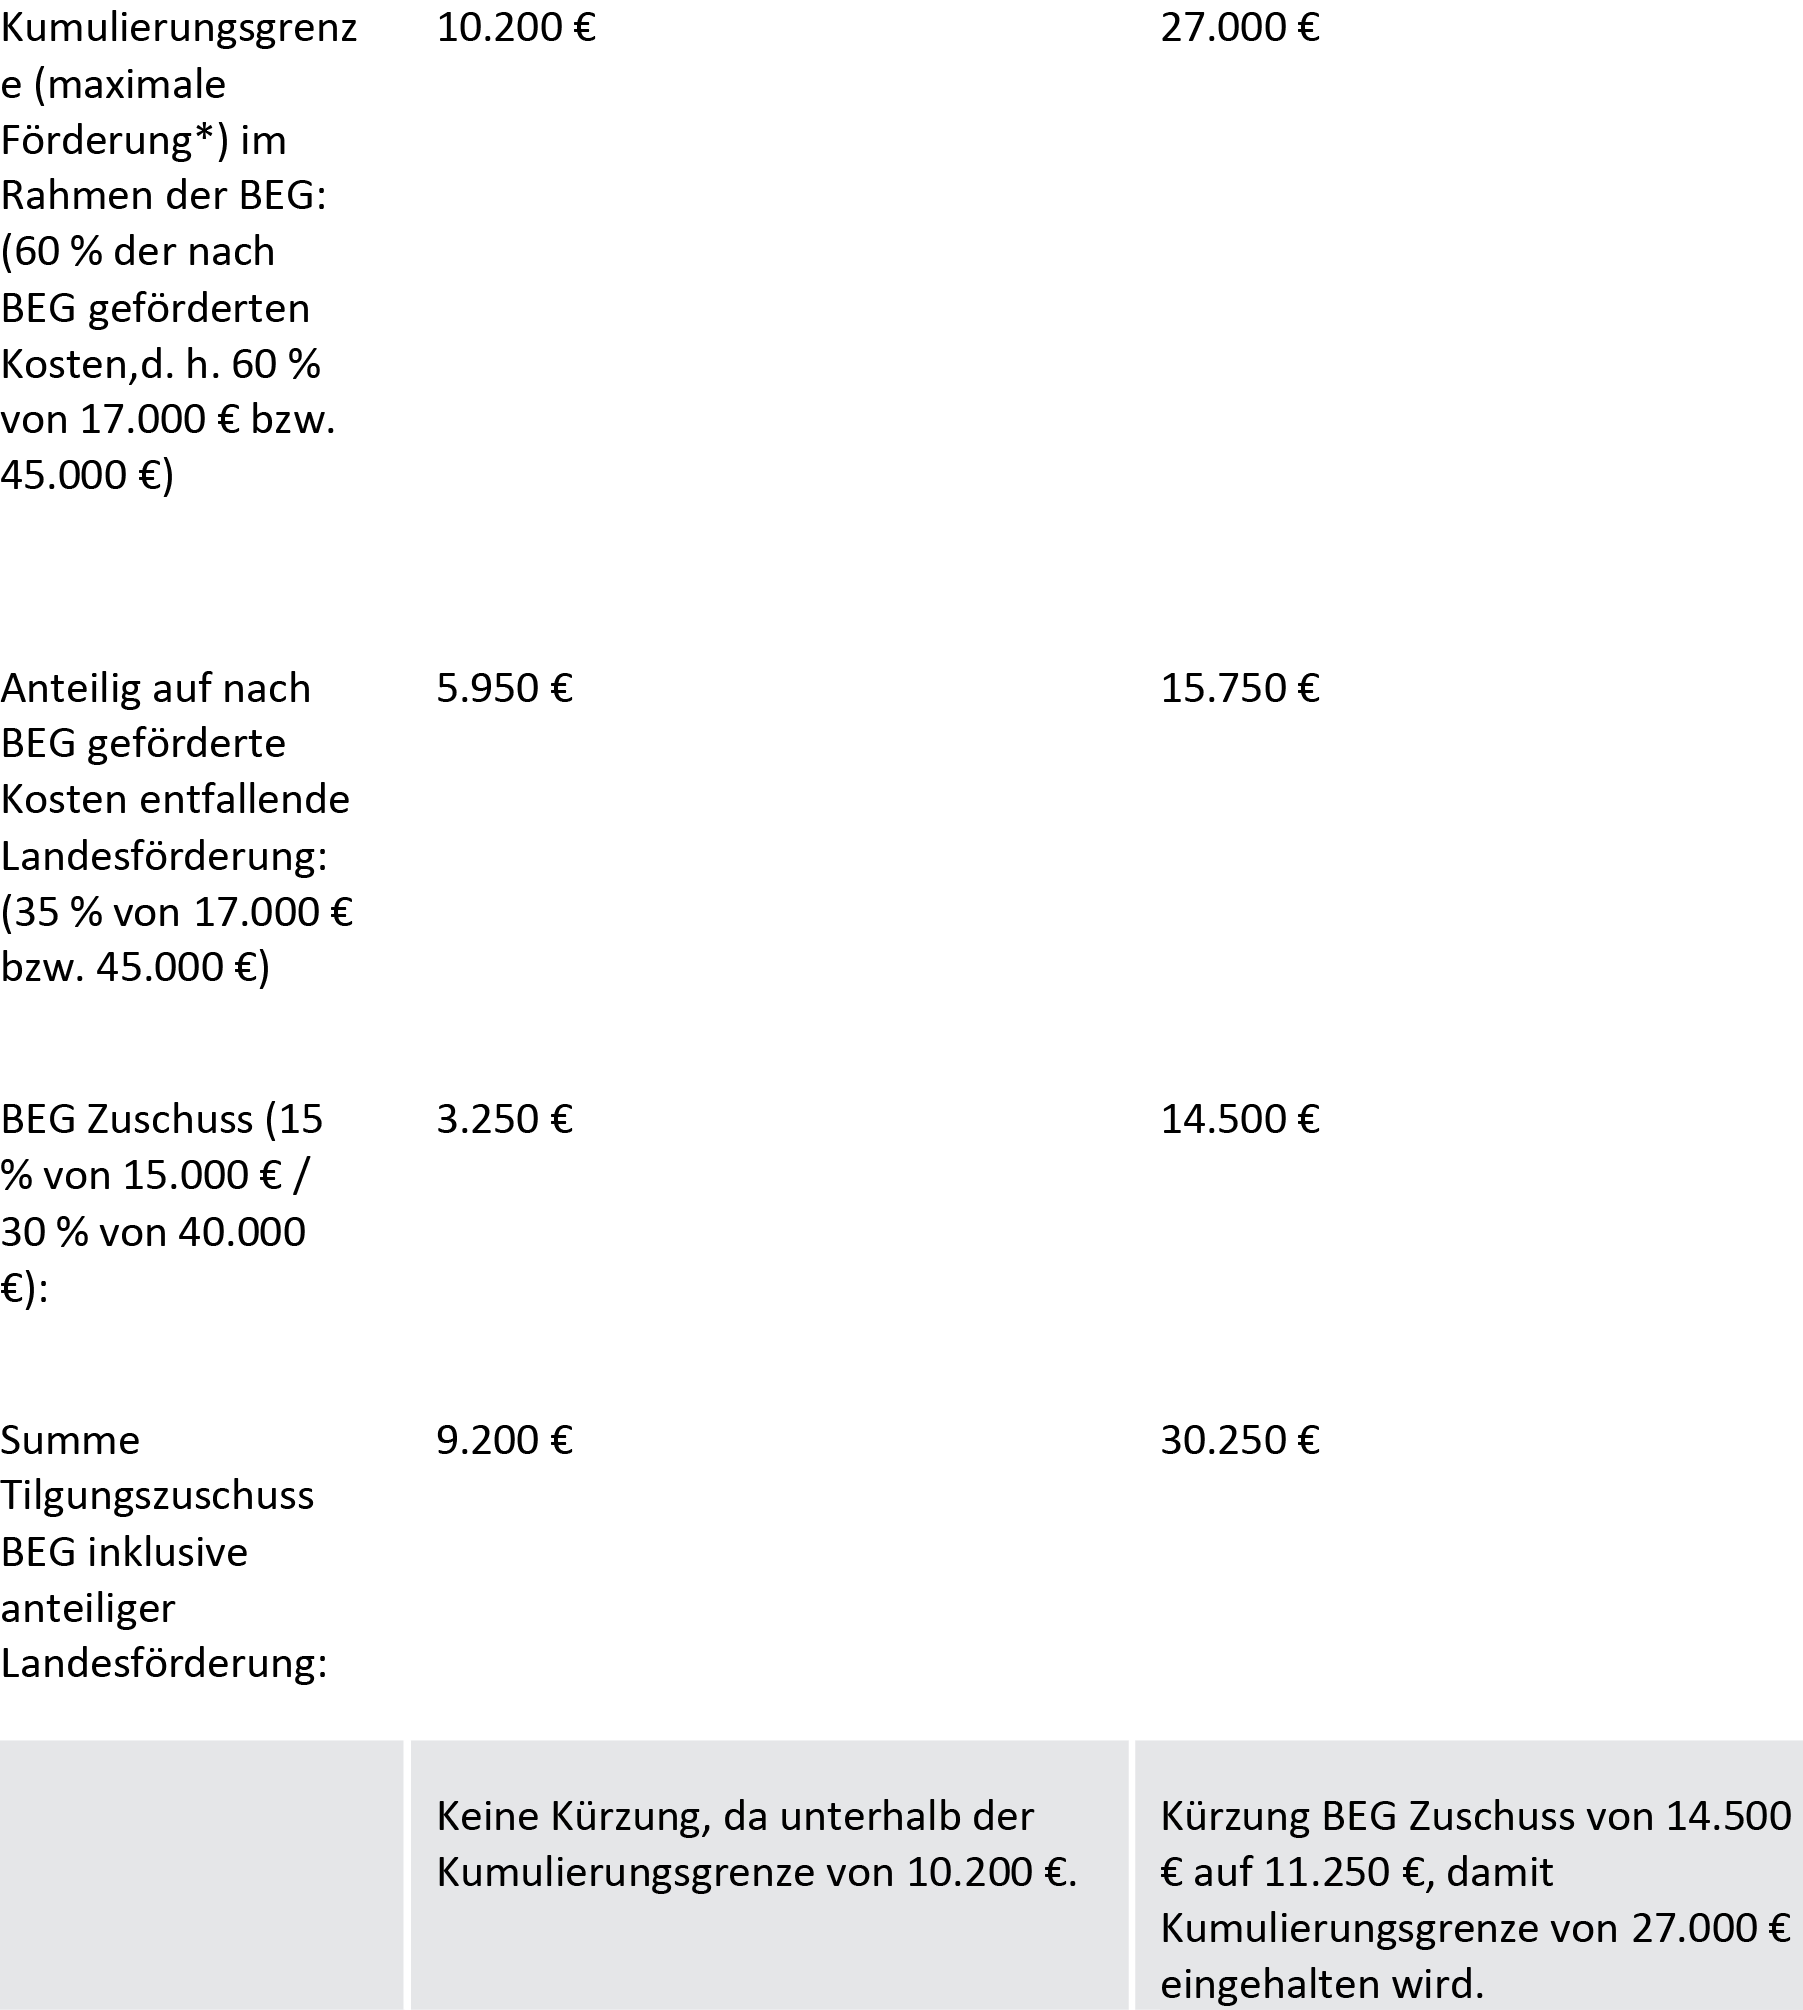 Kumulierungsgrenz
e (maximale
Förderung*) im
Rahmen der BEG:
(60 % der nach
BEG geförderten
Kosten,d. h. 60 %
von 17.000 € bzw.
45.000 €)
10.200 €
27.000 €
Anteilig auf nach
BEG geförderte
Kosten entfallende
Landesförderung:
(35 % von 17.000 €
bzw. 45.000 €)
5.950 €
15.750 €
BEG Zuschuss (15
% von 15.000 € /
30 % von 40.000
€):
3.250 €
14.500 €
Summe
Tilgungszuschuss
BEG inklusive
anteiliger
Landesförderung:
9.200 €
30.250 €
Keine Kürzung, da unterhalb der
Kumulierungsgrenze von 10.200 €.
Kürzung BEG Zuschuss von 14.500
€ auf 11.250 €, damit
Kumulierungsgrenze von 27.000 €
eingehalten wird.